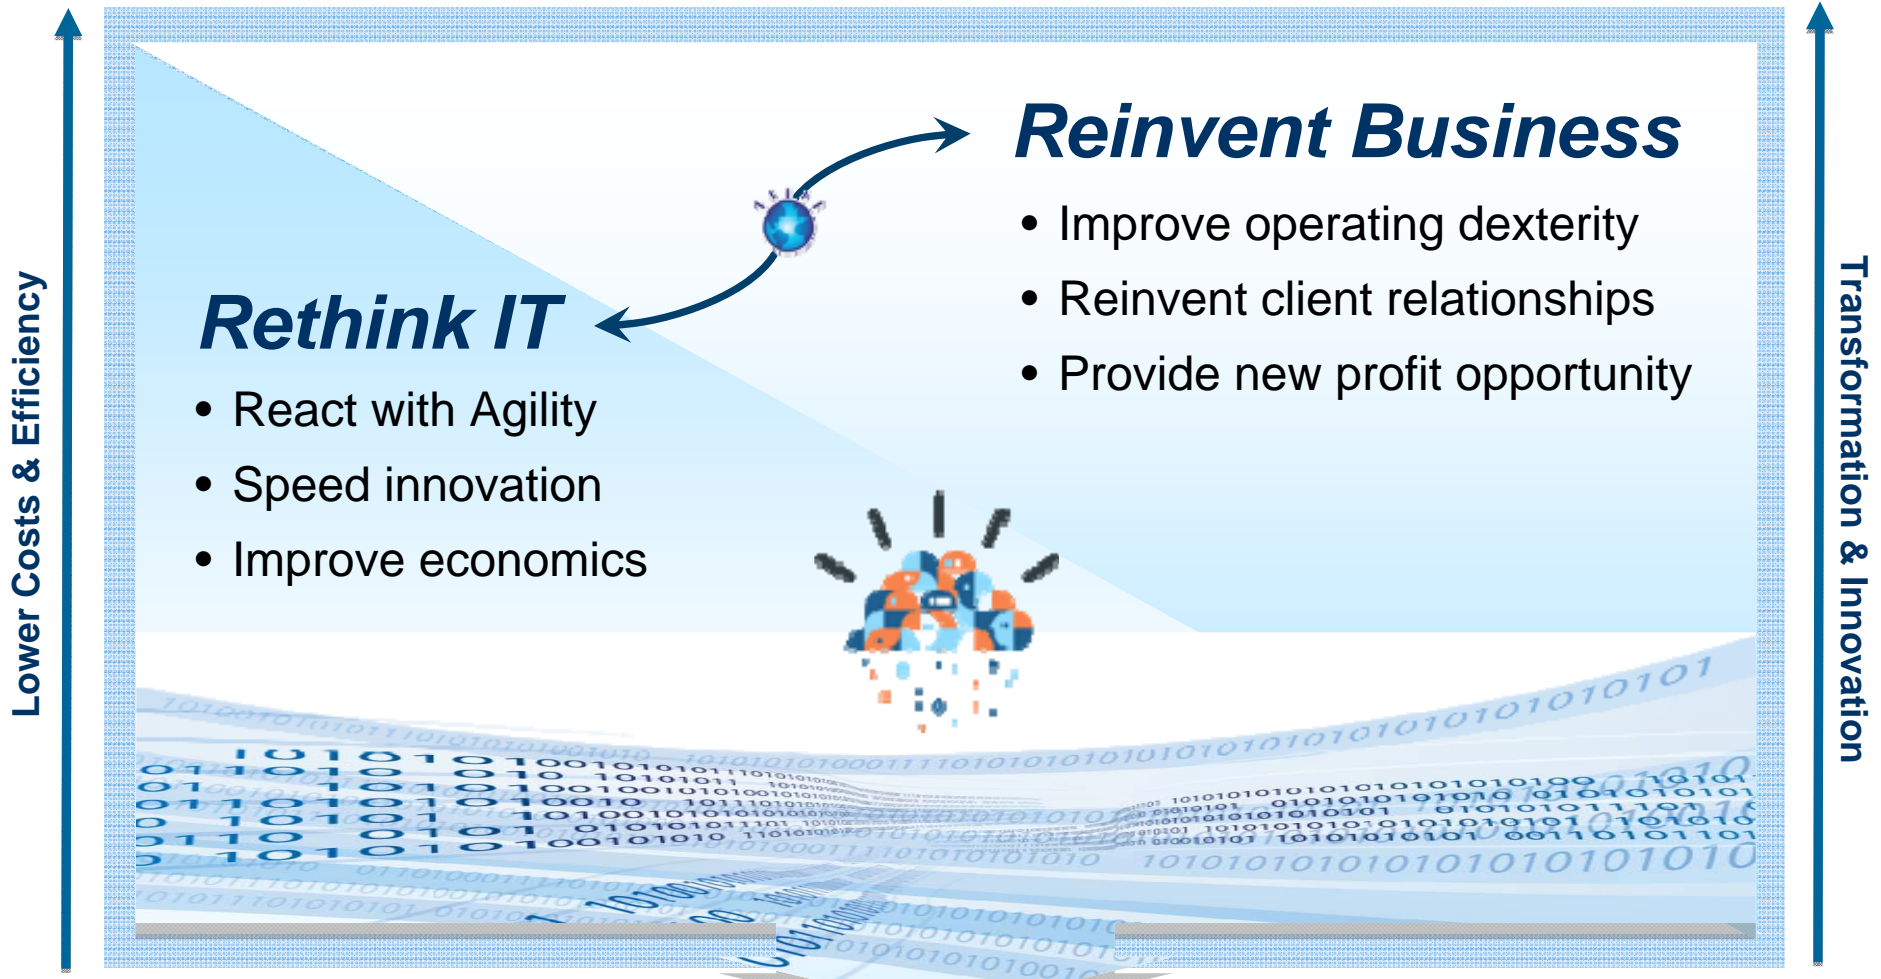 Reinvent Business
• Improve operating dexterity
• Reinvent client relationships
• Provide new profit opportunity
Rethink IT
• React with Agility
• Speed innovation
• Improve economics
Lower Costs & Efficiency
Transformation & Innovation